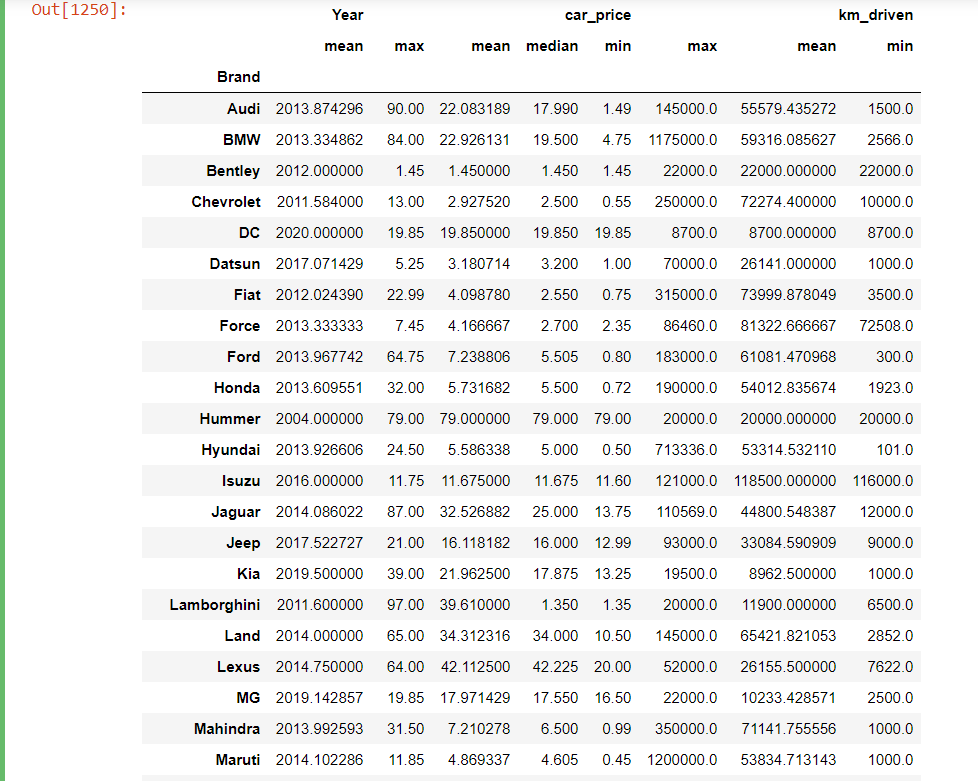 Out[1250]:
Year car_price km_driven
mean max mean median min max mean min
Brand
Audi 2013.874296 90.00 22.083189 17.990 1.49 145000.0 55579.435272 1500.0
BMW 2013.334862 84.00 22.926131 19.500 4.75 1175000.0 59316.085627 2566.0
Bentley 2012.000000 1.45 1.450000 1.450 1.45 22000.0 22000.000000 22000.0
Chevrolet 2011.584000 13.00 2.927520 2.500 0.55 250000.0 72274.400000 10000.0
DC 2020.000000 19.85 19.850000 19.850 19.85 8700.0 8700.000000 8700.0
Datsun 2017.071429 5.25 3.180714 3.200 1.00 70000.0 26141.000000 1000.0
Fiat 2012.024390 22.99 4.098780 2.550 0.75 315000.0 73999.878049 3500.0
Force 2013.333333 7.45 4.166667 2.700 2.35 86460.0 81322.666667 72508.0
Ford 2013.967742 64.75 7.238806 5.505 0.80 183000.0 61081.470968 300.0
Honda 2013.609551 32.00 5.731682 5.500 0.72 190000.0 54012.835674 1923.0
Hummer 2004.000000 79.00 79.000000 79.000 79.00 20000.0 20000.000000 20000.0
Hyundai 2013.926606 24.50 5.586338 5.000 0.50 713336.0 53314.532110 101.0
Isuzu 2016.000000 11.75 11.675000 11.675 11.60 121000.0 118500.000000 116000.0
Jaguar 2014.086022 87.00 32.526882 25.000 13.75 110569.0 44800.548387 12000.0
Jeep 2017.522727 21.00 16.118182 16.000 12.99 93000.0 33084.590909 9000.0
Kia 2019.500000 39.00 21.962500 17.875 13.25 19500.0 8962.500000 1000.0
Lamborghini 2011.600000 97.00 39.610000 1.350 1.35 20000.0 11900.000000 6500.0
Land 2014.000000 65.00 34.312316 34.000 10.50 145000.0 65421.821053 2852.0
Lexus 2014.750000 64.00 42.112500 42.225 20.00 52000.0 26155.500000 7622.0
MG 2019.142857 19.85 17.971429 17.550 16.50 22000.0 10233.428571 2500.0
Mahindra 2013.992593 31.50 7.210278 6.500 0.99 350000.0 71141.755556 1000.0
Maruti 2014.102286 11.85 4.869337 4.605 0.45 1200000.0 53834.713143 1000.0